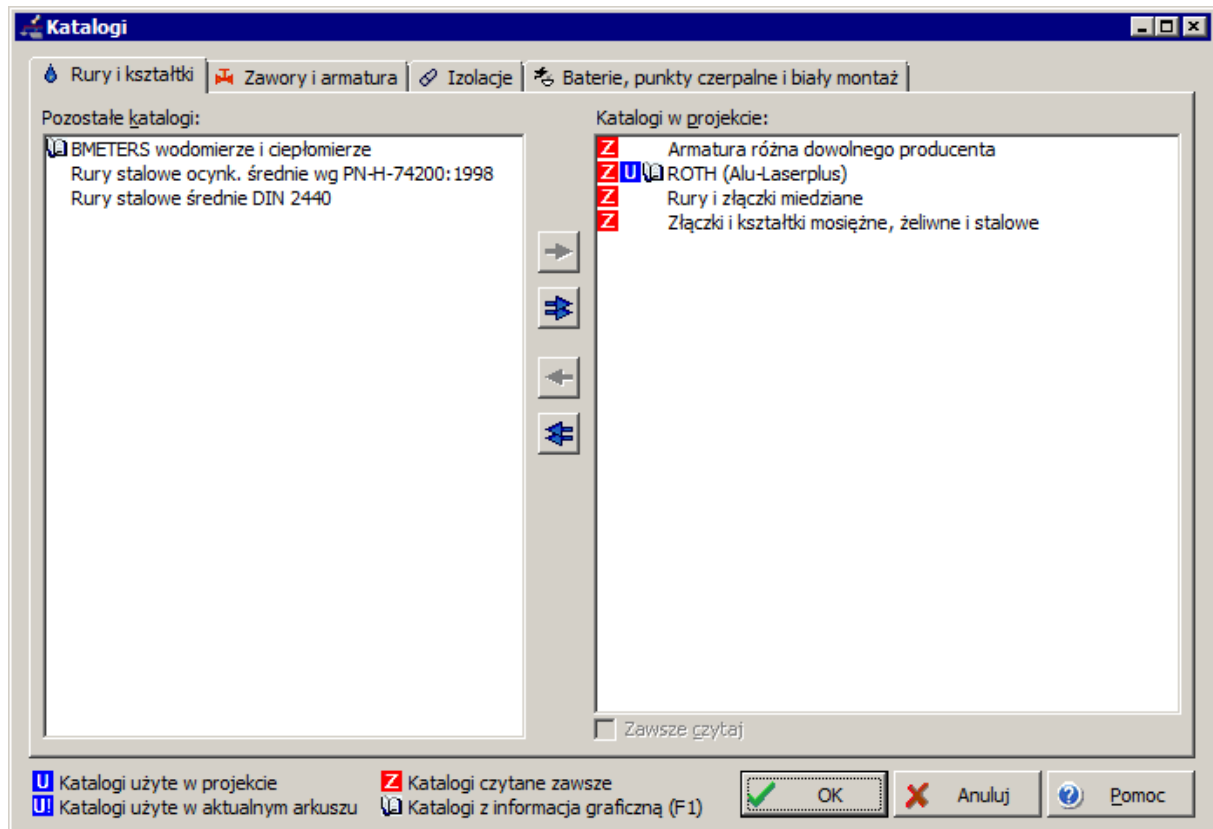 Katalogi
Rury i kształtki Zawory i armatura Izolacje Baterie, punkty czerpalne i biały montaż
Pozostałe katalogi:
BMETERS wodomierze i ciepłomierze
Rury stalowe ocynk. średnie wg PN-H-74200:1998
Rury stalowe średnie DIN 2440
Katalogi w projekcie:
Z Armatura różna dowolnego producenta
Z U ROTH (Alu-Laserplus)
Z Rury i złączki miedziane
Z Złączki i kształtki mosiężne, żeliwne i stalowe
Zawsze czytaj
U Katalogi użyte w projekcie
U! Katalogi użyte w aktualnym arkuszu
Z Katalogi czytane zawsze
Katalogi z informacja graficzną (F1)
OK Anuluj Pomoc